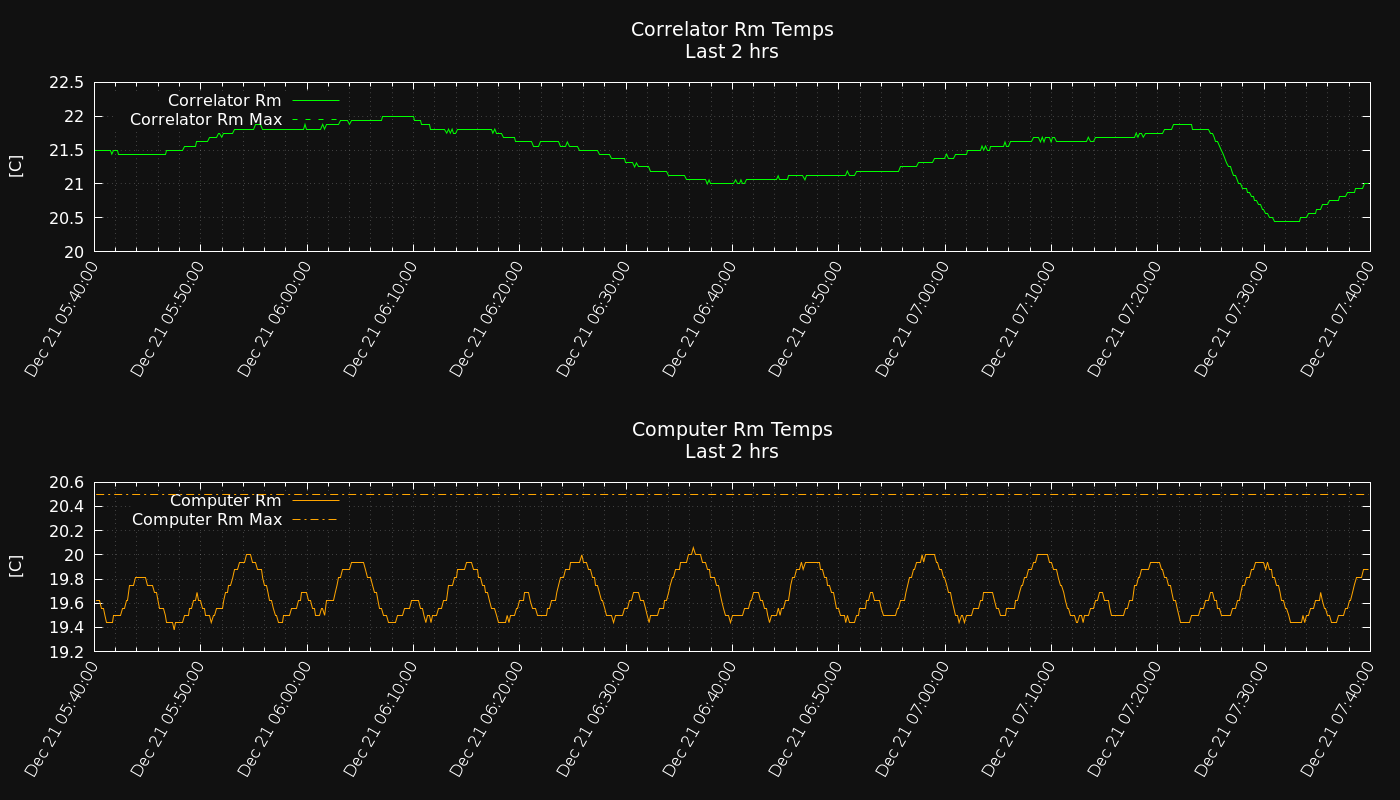 Correlator Rm Temps
Last 2 hrs
22.5
22
21.5
21
20.5
20
[C]
Correlator Rm
Correlator Rm Max
Dec 21 05:40:00
Dec 21 05:50:00
Dec 21 06:00:00
Dec 21 06:10:00
Dec 21 06:20:00
Dec 21 06:30:00
Dec 21 06:40:00
Dec 21 06:50:00
Dec 21 07:00:00
Dec 21 07:10:00
Dec 21 07:20:00
Dec 21 07:30:00
Dec 21 07:40:00
Computer Rm Temps
Last 2 hrs
20.6
20.4
20.2
20
19.8
19.6
19.4
19.2
[C]
Computer Rm
Computer Rm Max
Dec 21 05:40:00
Dec 21 05:50:00
Dec 21 06:00:00
Dec 21 06:10:00
Dec 21 06:20:00
Dec 21 06:30:00
Dec 21 06:40:00
Dec 21 06:50:00
Dec 21 07:00:00
Dec 21 07:10:00
Dec 21 07:20:00
Dec 21 07:30:00
Dec 21 07:40:00